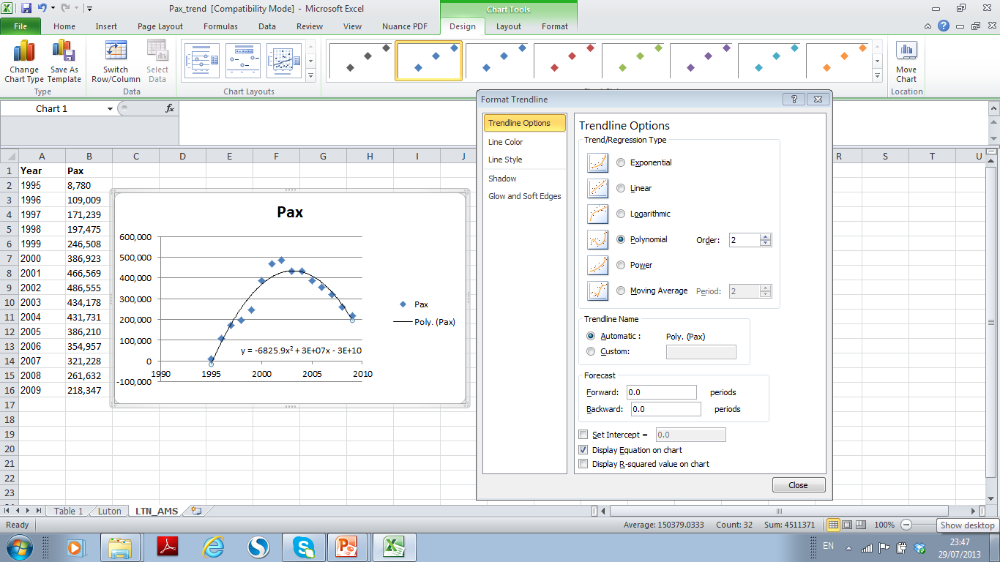 Pax_trend  [Compatibility Mode]  -  Microsoft Excel
Chart Tools
File Home Insert Page Layout Formulas Data Review View Nuance PDF Design Layout Format
Change Chart Type
Save As Template
Switch Row/Column
Select Data
Move Chart
Type Data Chart Layouts Location
Chart 1 fx
A B C D E F G H I J R S T U
1 Year Pax
2 1995 8,780
3 1996 109,009
4 1997 171,239
5 1998 197,475
6 1999 246,508
7 2000 386,923
8 2001 466,569
9 2002 486,555
10 2003 434,178
11 2004 431,731
12 2005 386,210
13 2006 354,957
14 2007 321,228
15 2008 261,632
16 2009 218,347
17
18
19
20
21
22
23
Pax
600,000
500,000
400,000
300,000
200,000
100,000
0
-100,000
1990 1995 2000 2005 2010
y = -6825.9x² + 3E+07x - 3E+10
Pax
Poly. (Pax)
Format Trendline
Trendline Options
Line Color
Line Style
Shadow
Glow and Soft Edges
Trendline Options
Trend/Regression Type
Exponential
Linear
Logarithmic
Polynomial Order: 2
Power
Moving Average Period: 2
Trendline Name
Automatic : Poly. (Pax)
Custom:
Forecast
Forward: 0.0 periods
Backward: 0.0 periods
Set Intercept = 0.0
Display Equation on chart
Display R-squared value on chart
Close
Table 1 Luton LTN_AMS
Ready Average: 150379.0333 Count: 32 Sum: 4511371 100% Show desktop
EN 23:47
29/07/2013